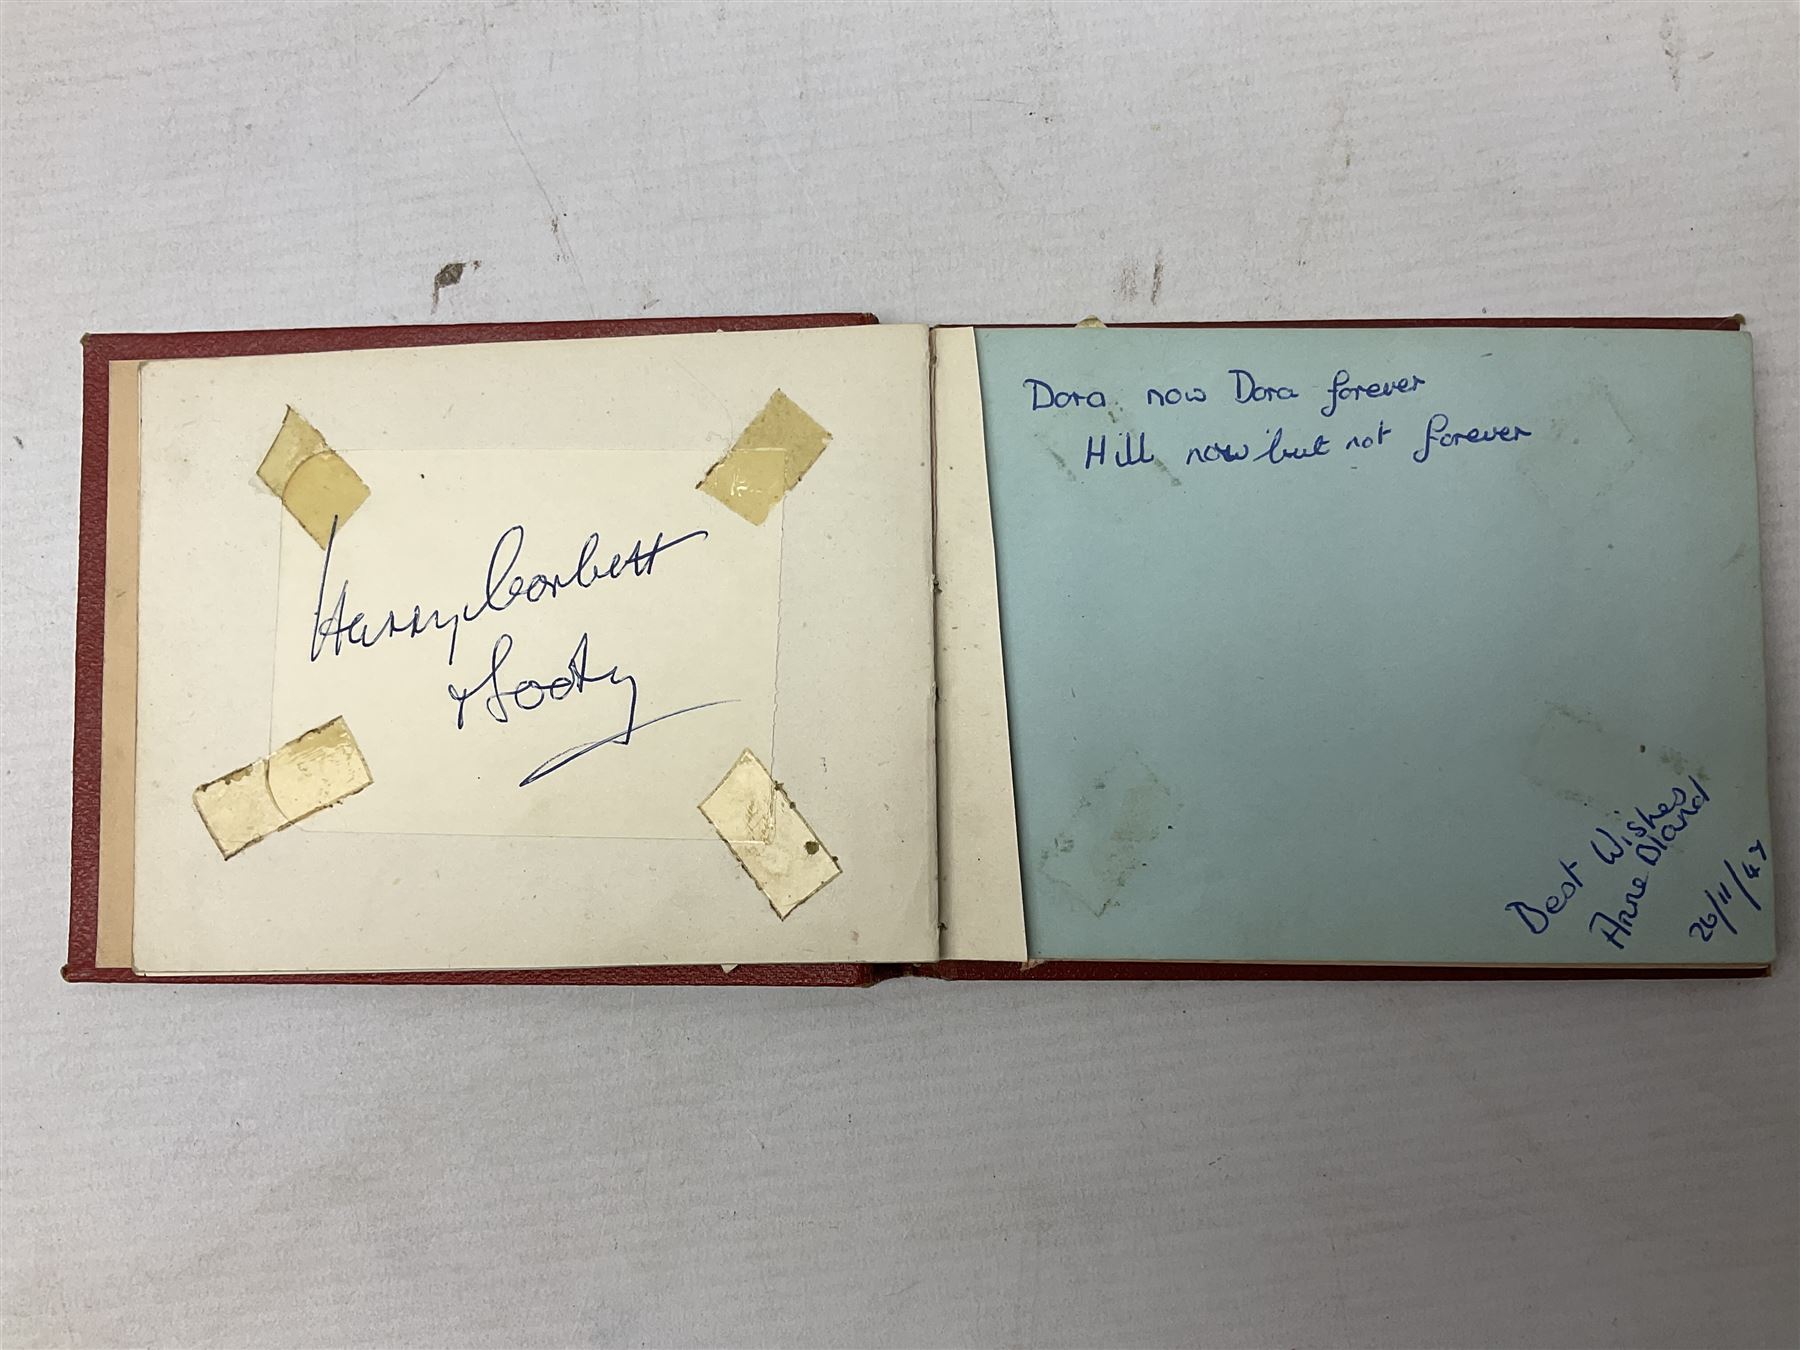 Harry Corbett
& Sooty
Dora now Dora forever
Hill now but not forever
Best Wishes
Anne Bland
26/11/47